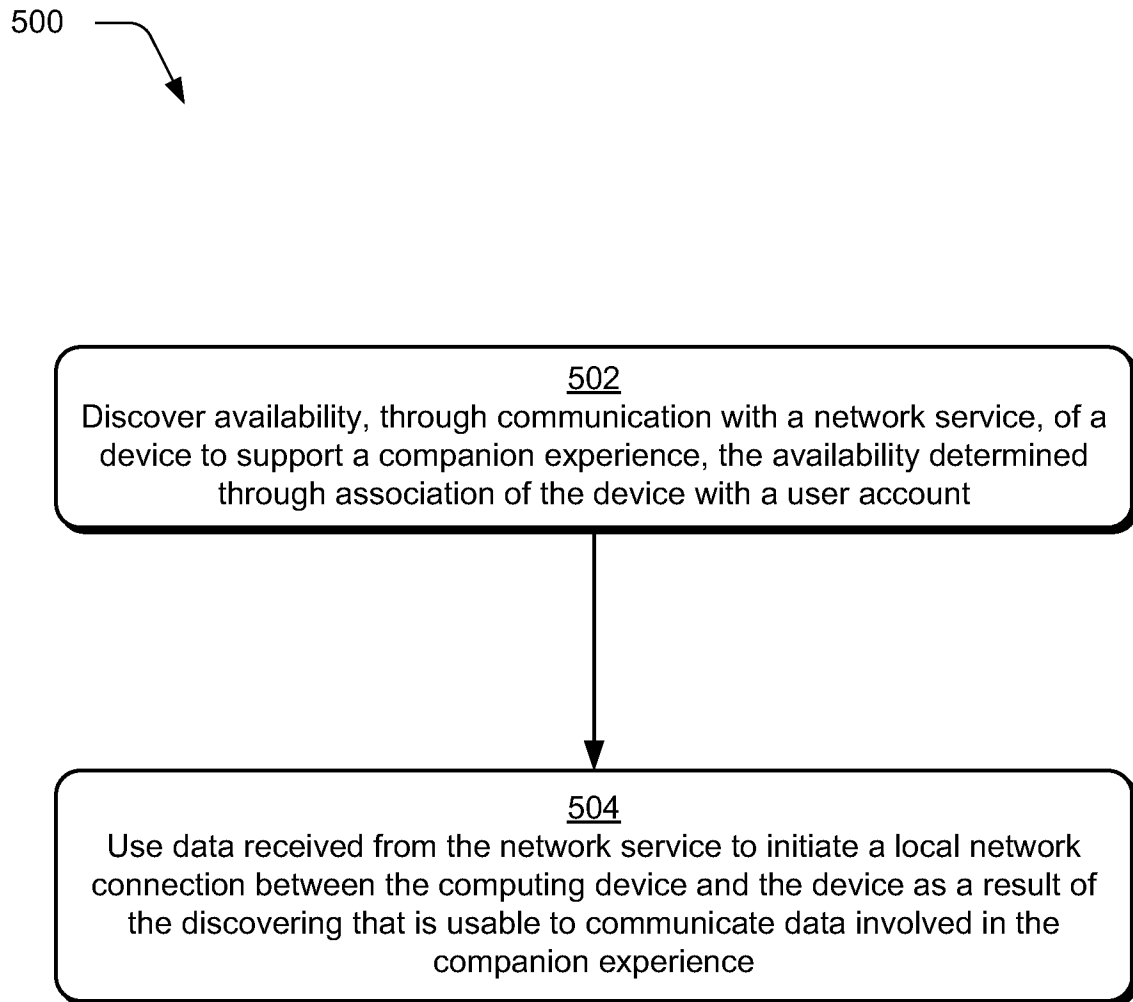 500
502
Discover availability, through communication with a network service, of a
device to support a companion experience, the availability determined
through association of the device with a user account
504
Use data received from the network service to initiate a local network
connection between the computing device and the device as a result of
the discovering that is usable to communicate data involved in the
companion experience